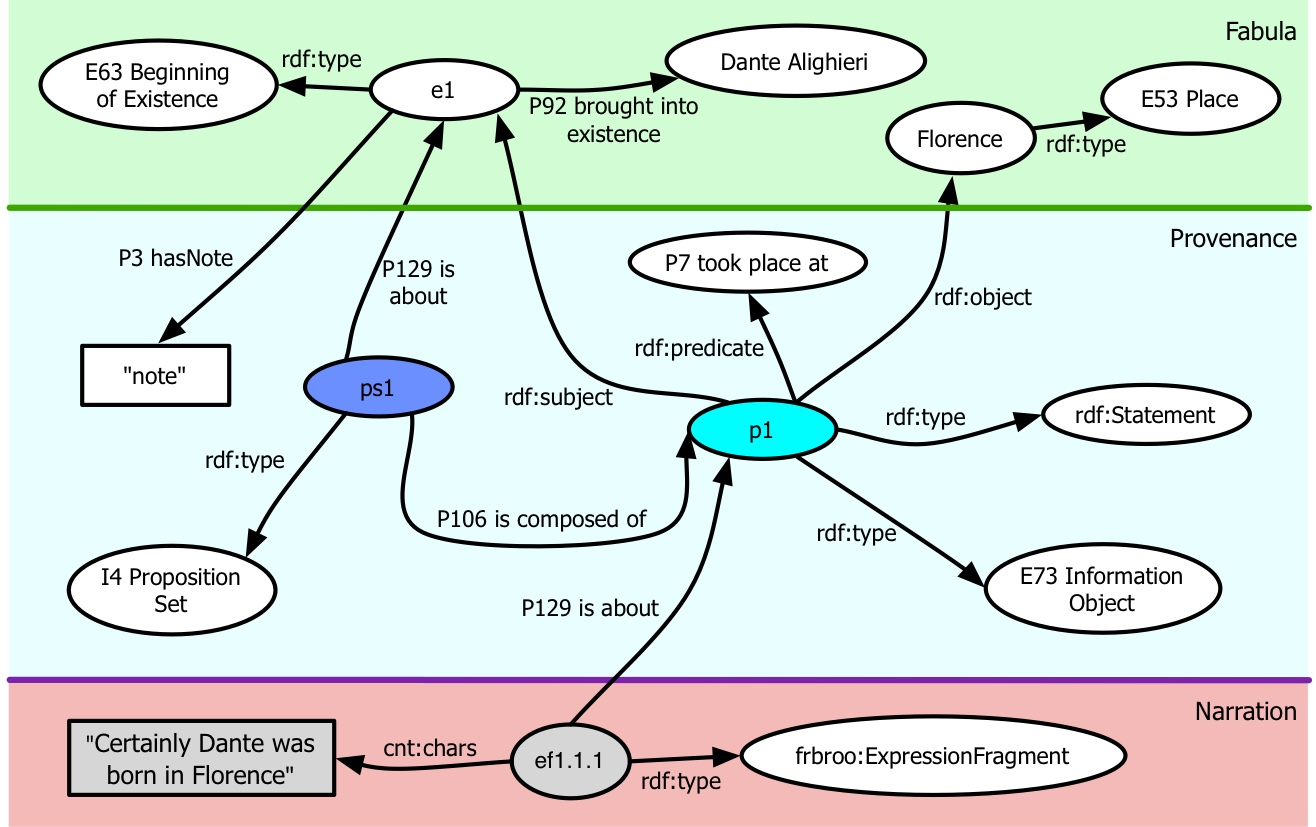 Fabula
E63 Beginning
of Existence
rdf:type
e1
P92 brought into
existence
Dante Alighieri
Florence
rdf:type
E53 Place
Provenance
P3 hasNote
"note"
P129 is
about
ps1
rdf:type
I4 Proposition
Set
P106 is composed of
rdf:subject
P7 took place at
rdf:predicate
rdf:object
p1
rdf:type
rdf:Statement
rdf:type
E73 Information
Object
P129 is about
Narration
"Certainly Dante was
born in Florence"
cnt:chars
ef1.1.1
rdf:type
frbroo:ExpressionFragment